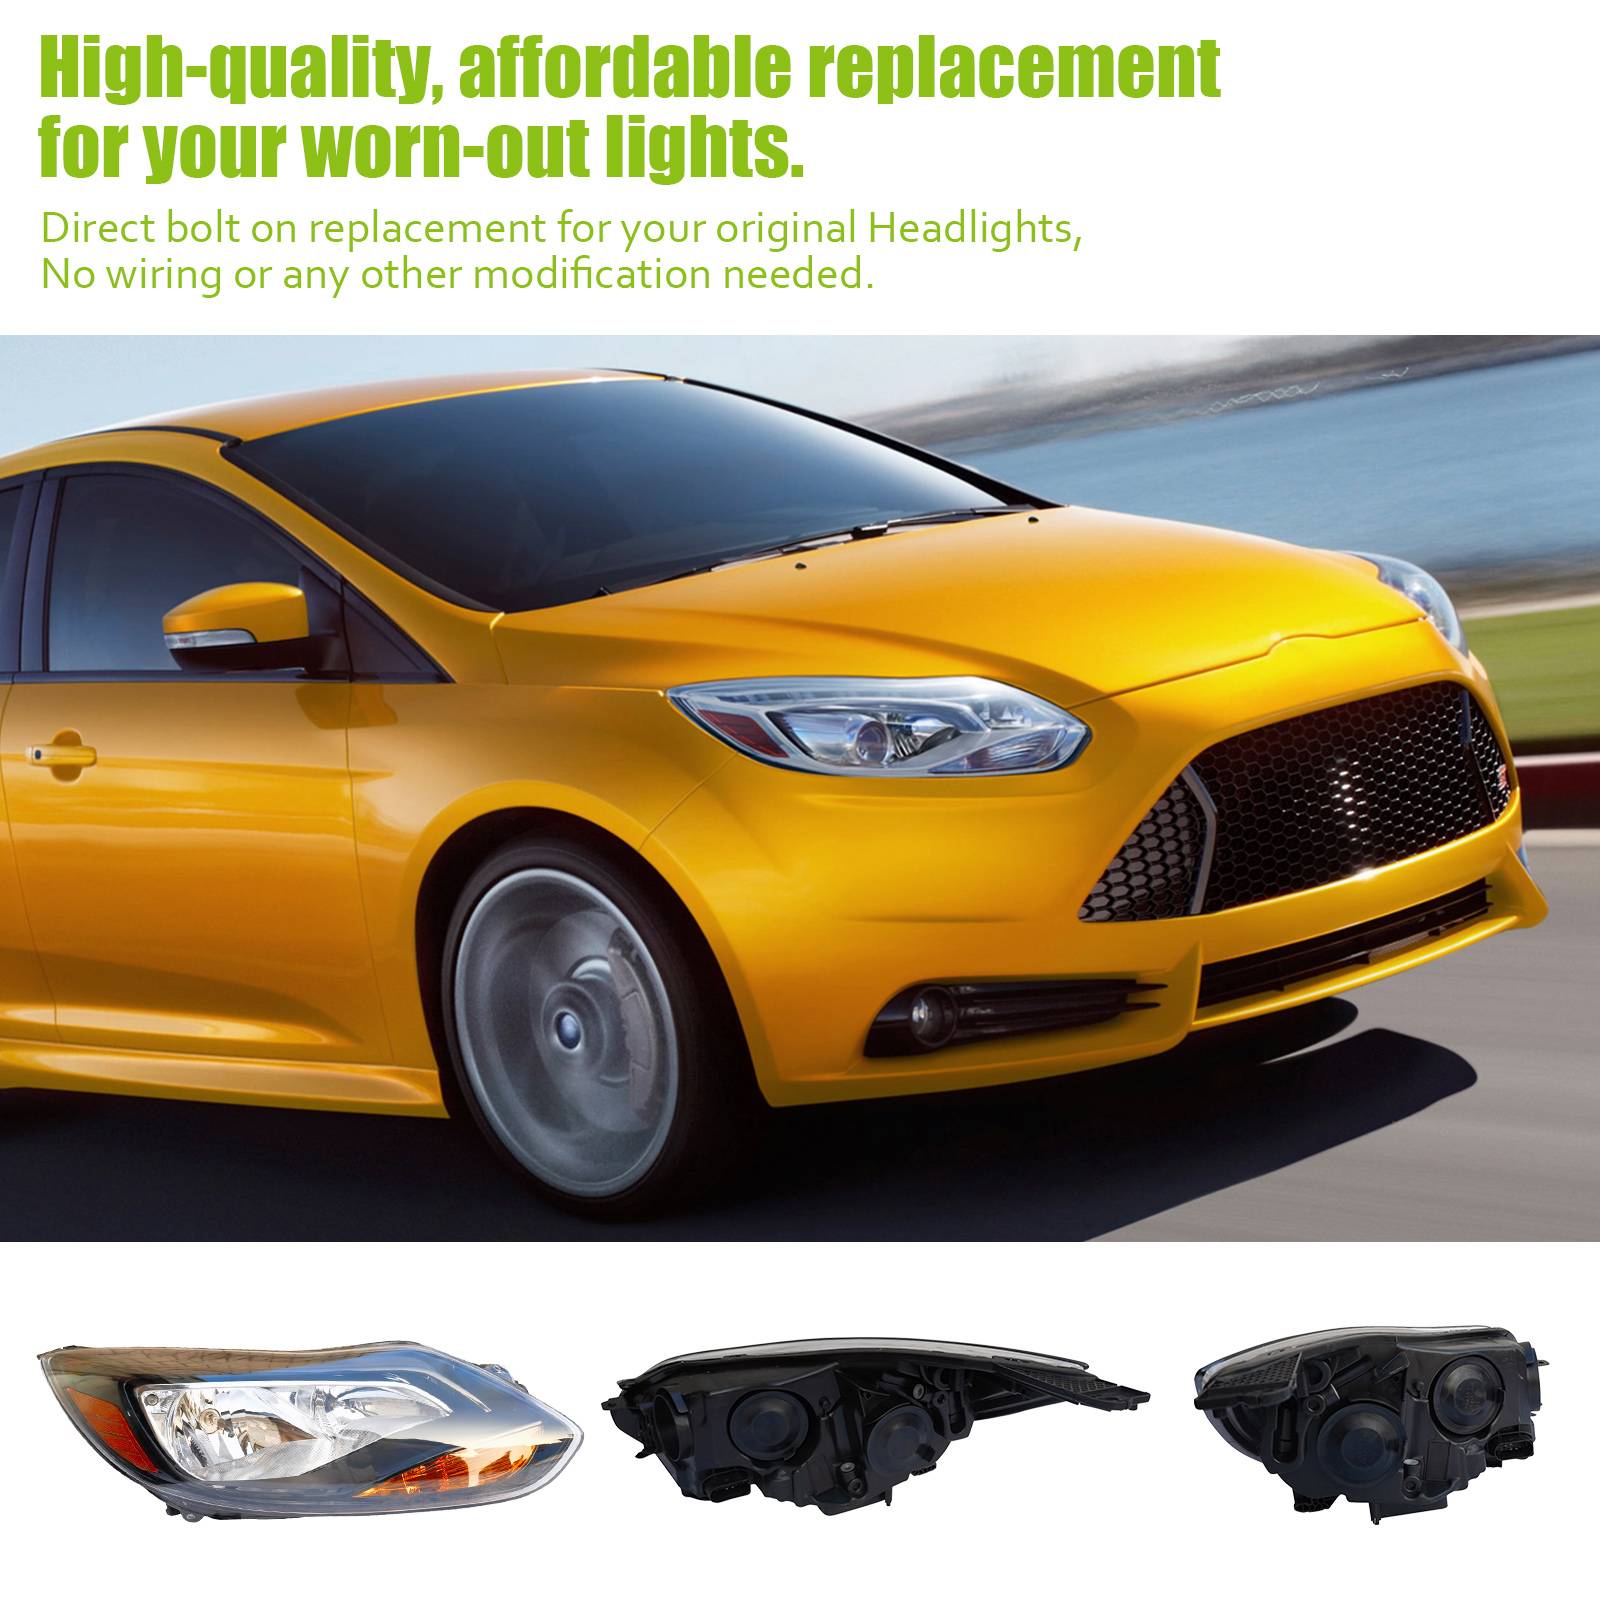 High-quality, affordable replacement
for your worn-out lights.
Direct bolt on replacement for your original Headlights,
No wiring or any other modification needed.